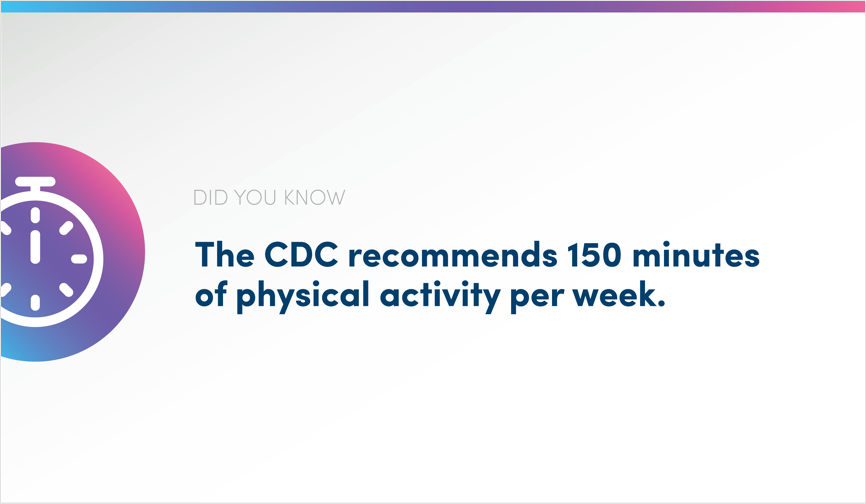 DID YOU KNOW
The CDC recommends 150 minutes
of physical activity per week.